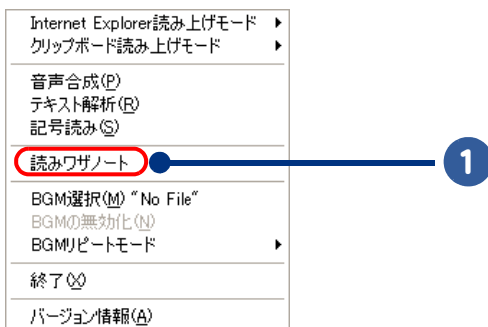 Internet Explorer読み上げモード
クリップボード読み上げモード
音声合成(P)
テキスト解析(R)
記号読み(S)
読みワザノート
1
BGM選択(M) "No File"
BGMの無効化(N)
BGMリピートモード
終了(X)
バージョン情報(A)